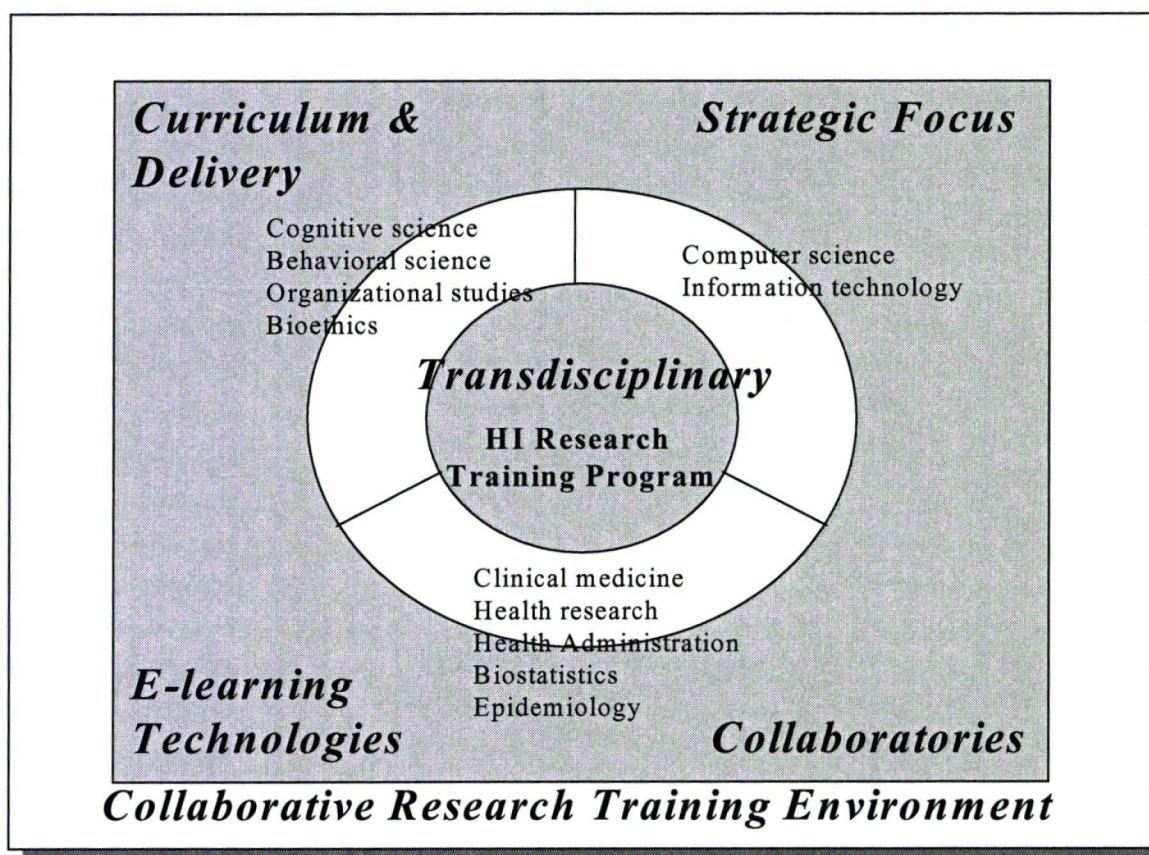 Curriculum &
Delivery
Strategic Focus
Cognitive science
Behavioral science
Organizational studies
Bioethics
Computer science
Information technology
Transdisciplinary
HI Research
Training Program
Clinical medicine
Health research
Health Administration
Biostatistics
Epidemiology
E-learning
Technologies
Collaboratories
Collaborative Research Training Environment